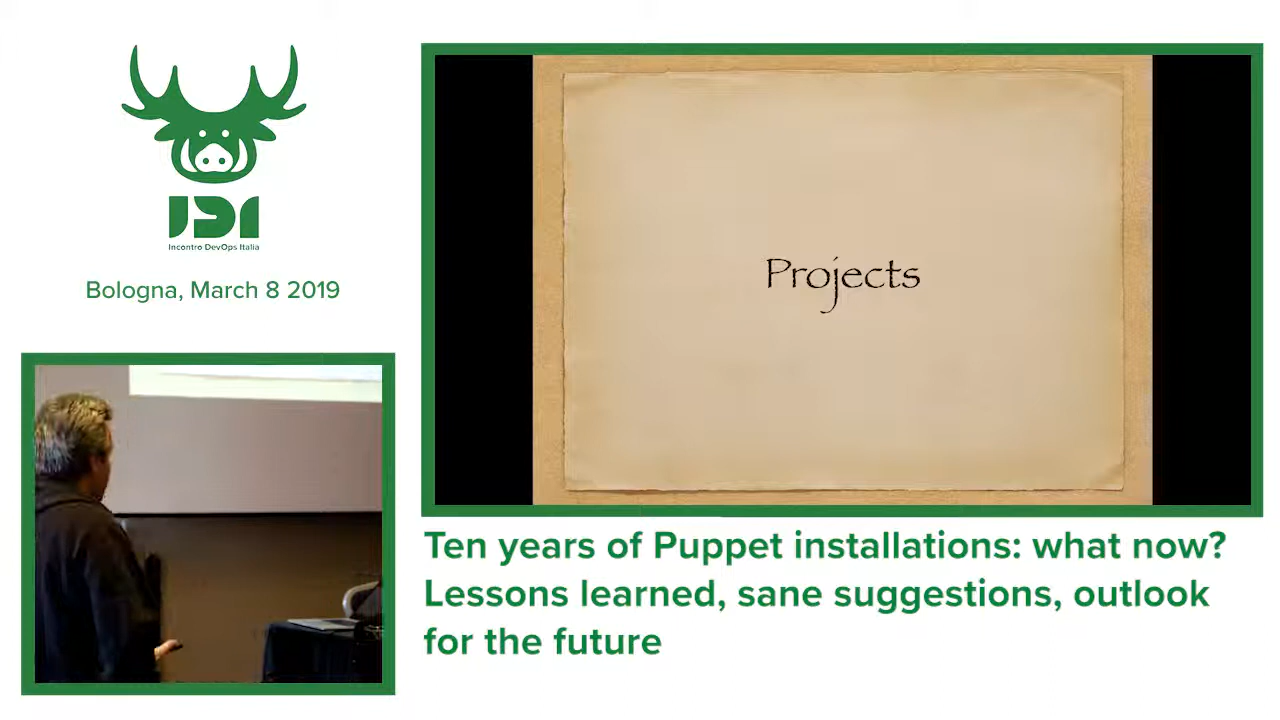 IDI
Incontro DevOps Italia
Bologna, March 8 2019
Projects
Ten years of Puppet installations: what now?
Lessons learned, sane suggestions, outlook
for the future